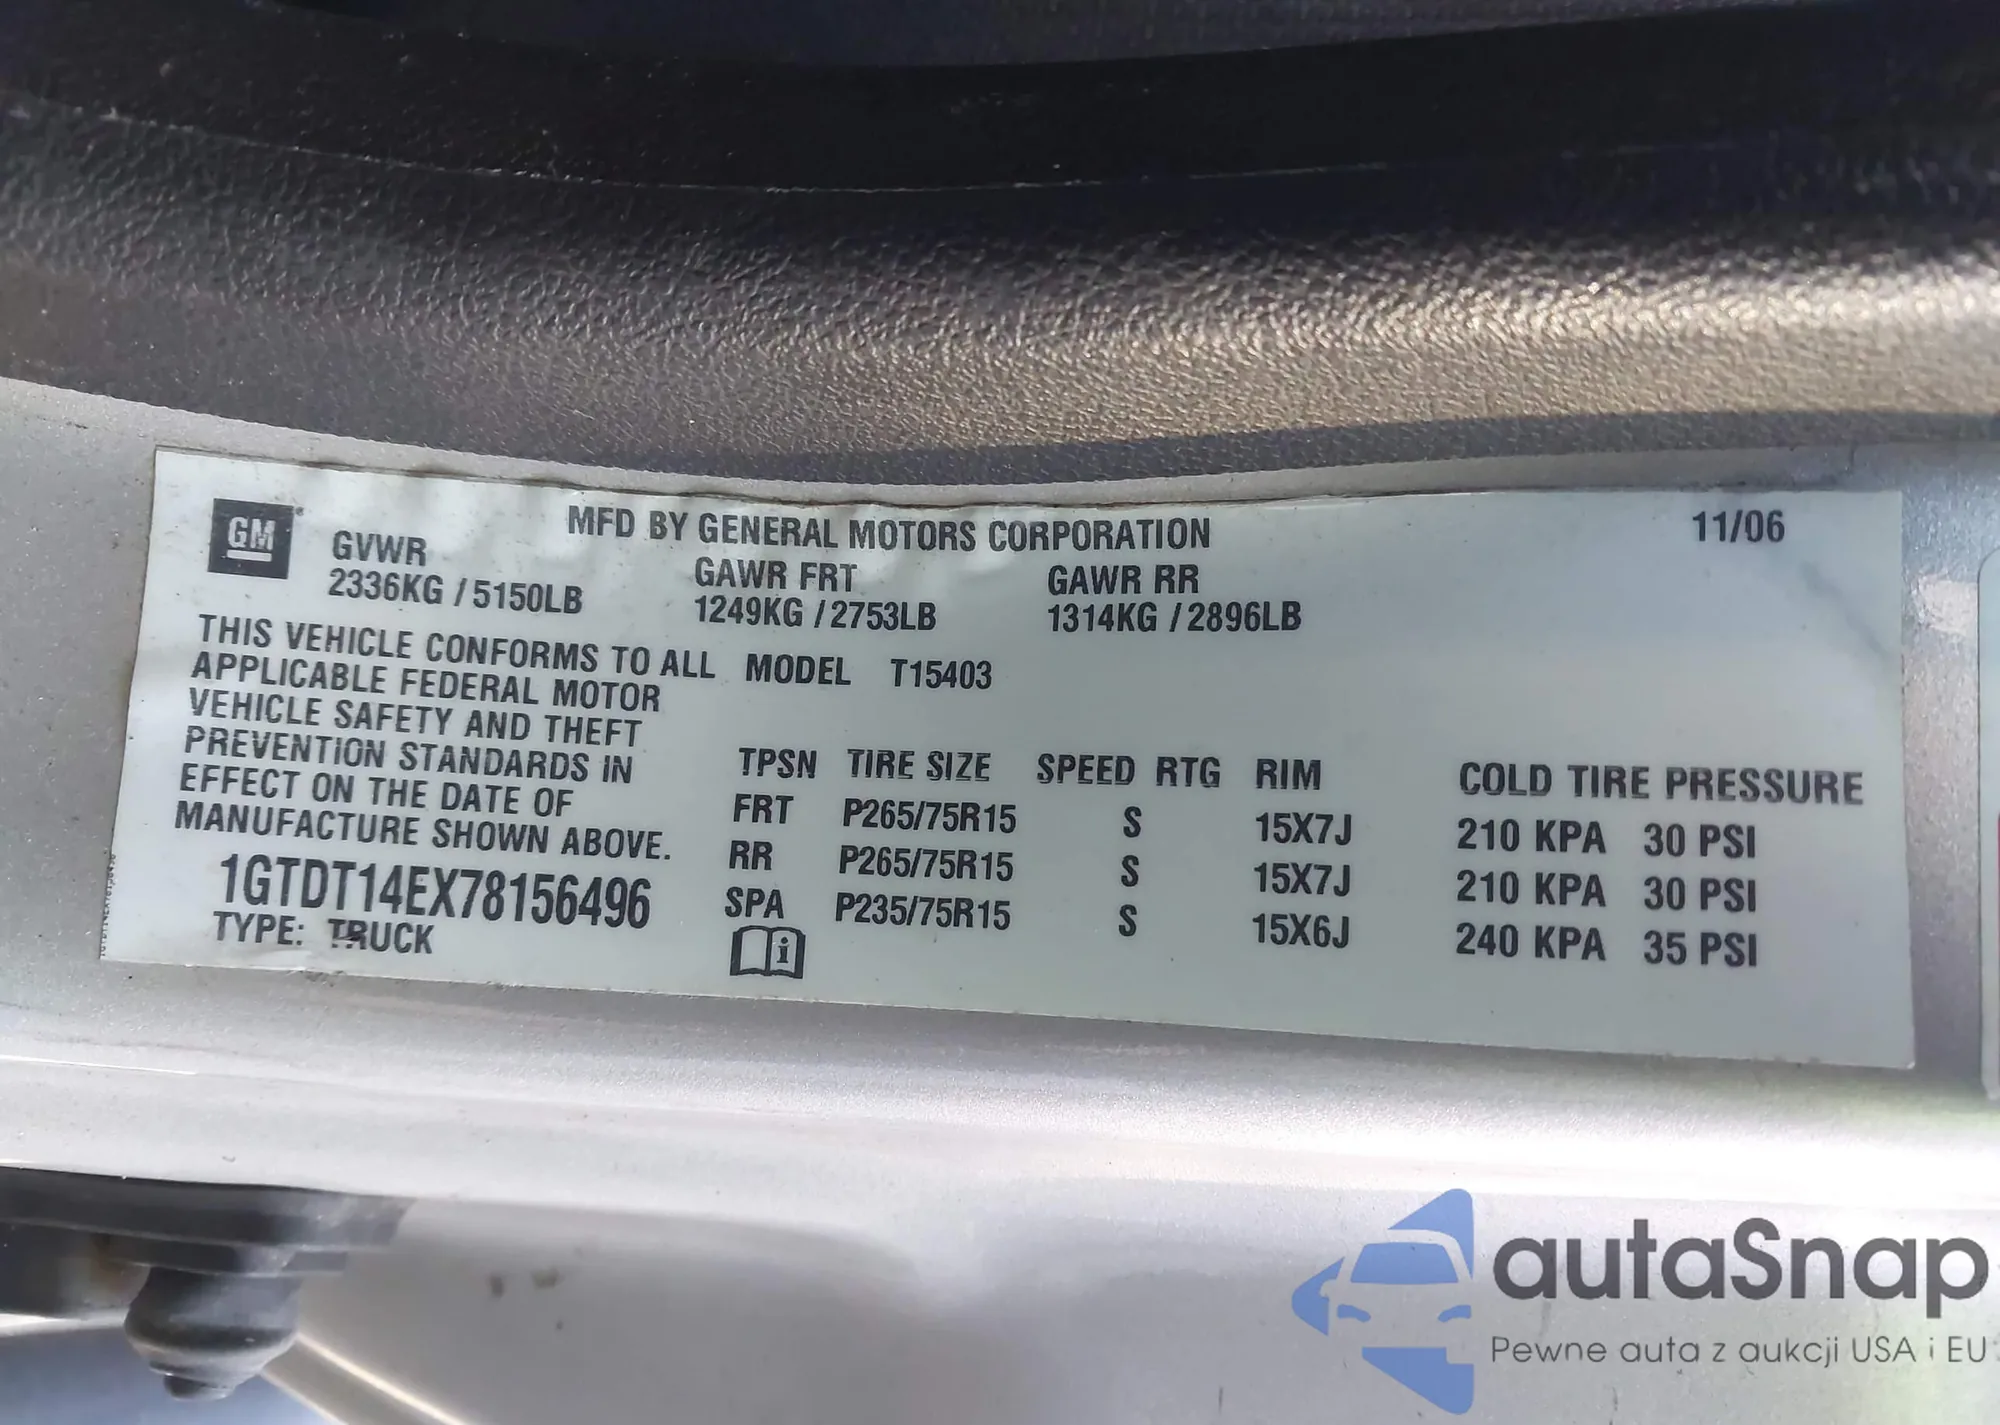 GM
MFD BY GENERAL MOTORS CORPORATION 11/06
GVWR GAWR FRT GAWR RR
2336KG / 5150LB 1249KG / 2753LB 1314KG / 2896LB
THIS VEHICLE CONFORMS TO ALL MODEL T15403
APPLICABLE FEDERAL MOTOR
VEHICLE SAFETY AND THEFT
PREVENTION STANDARDS IN
EFFECT ON THE DATE OF
MANUFACTURE SHOWN ABOVE.
1GTDT14EX78156496
TYPE: TRUCK
TPSN TIRE SIZE SPEED RTG RIM COLD TIRE PRESSURE
FRT P265/75R15 S 15X7J 210 KPA 30 PSI
RR P265/75R15 S 15X7J 210 KPA 30 PSI
SPA P235/75R15 S 15X6J 240 KPA 35 PSI
i
autaSnap
Pewne auta z aukcji USA i EU